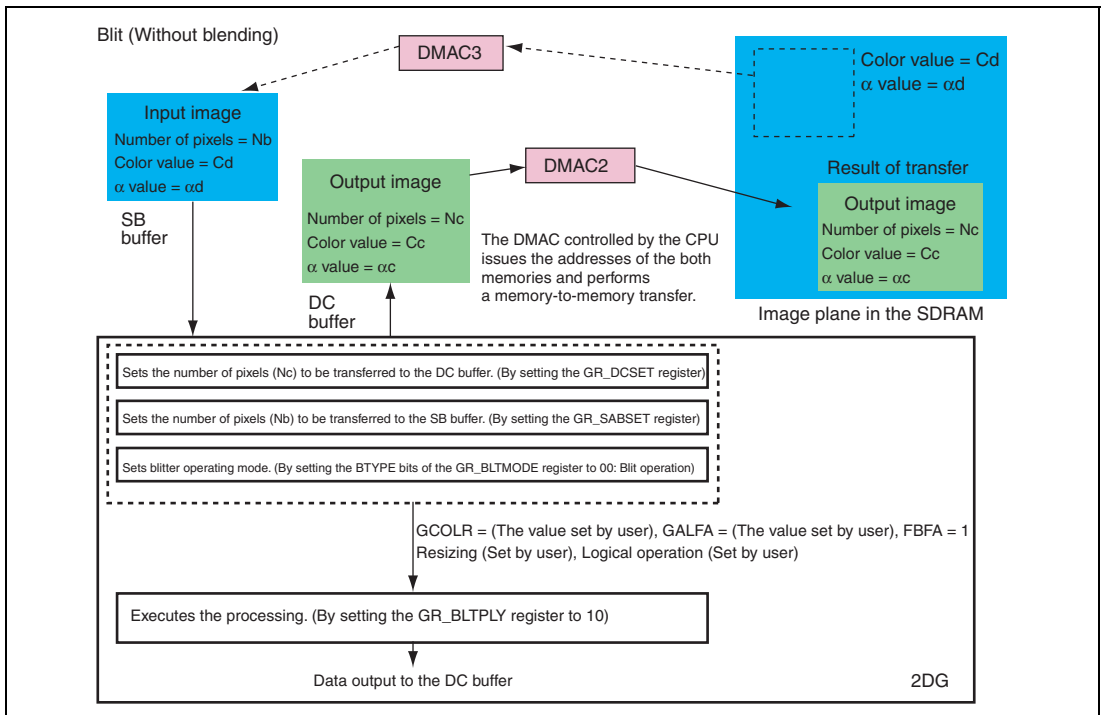 Blit (Without blending)
DMAC3
Color value = Cd
α value = αd
Input image
Number of pixels = Nb
Color value = Cd
α value = αd
SB
buffer
Output image
Number of pixels = Nc
Color value = Cc
α value = αc
DC
buffer
DMAC2
The DMAC controlled by the CPU
issues the addresses of the both
memories and performs
a memory-to-memory transfer.
Result of transfer
Output image
Number of pixels = Nc
Color value = Cc
α value = αc
Image plane in the SDRAM
Sets the number of pixels (Nc) to be transferred to the DC buffer. (By setting the GR_DCSET register)
Sets the number of pixels (Nb) to be transferred to the SB buffer. (By setting the GR_SABSET register)
Sets blitter operating mode. (By setting the BTYPE bits of the GR_BLTMODE register to 00: Blit operation)
GCOLR = (The value set by user), GALFA = (The value set by user), FBFA = 1
Resizing (Set by user), Logical operation (Set by user)
Executes the processing. (By setting the GR_BLTPLY register to 10)
Data output to the DC buffer
2DG